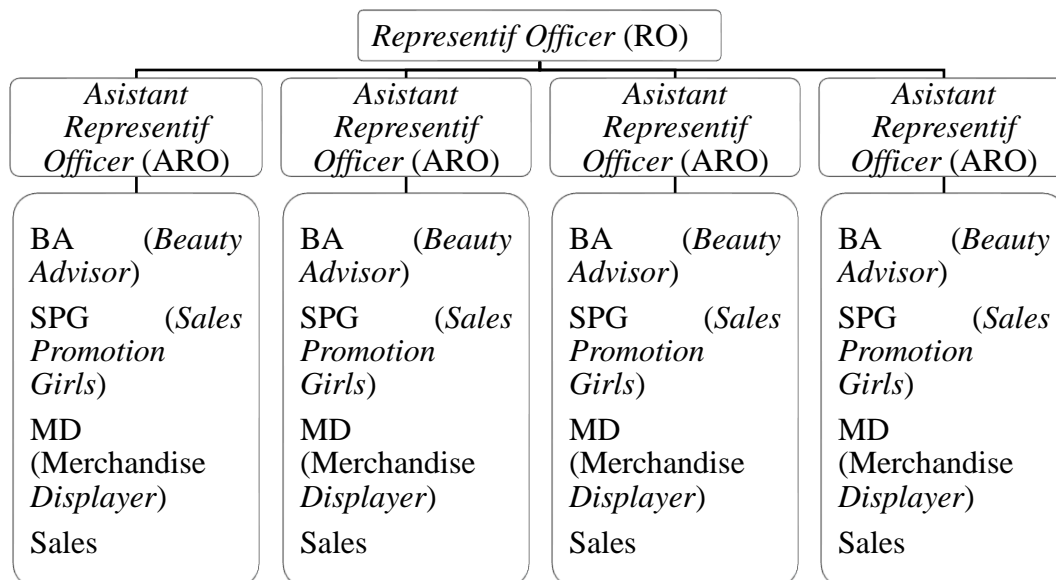 Representif Officer (RO)
Asistant
Representif
Officer (ARO)
Asistant
Representif
Officer (ARO)
Asistant
Representif
Officer (ARO)
Asistant
Representif
Officer (ARO)
BA (Beauty
Advisor)
SPG (Sales
Promotion
Girls)
MD
(Merchandise
Displayer)
Sales
BA (Beauty
Advisor)
SPG (Sales
Promotion
Girls)
MD
(Merchandise
Displayer)
Sales
BA (Beauty
Advisor)
SPG (Sales
Promotion
Girls)
MD
(Merchandise
Displayer)
Sales
BA (Beauty
Advisor)
SPG (Sales
Promotion
Girls)
MD
(Merchandise
Displayer)
Sales